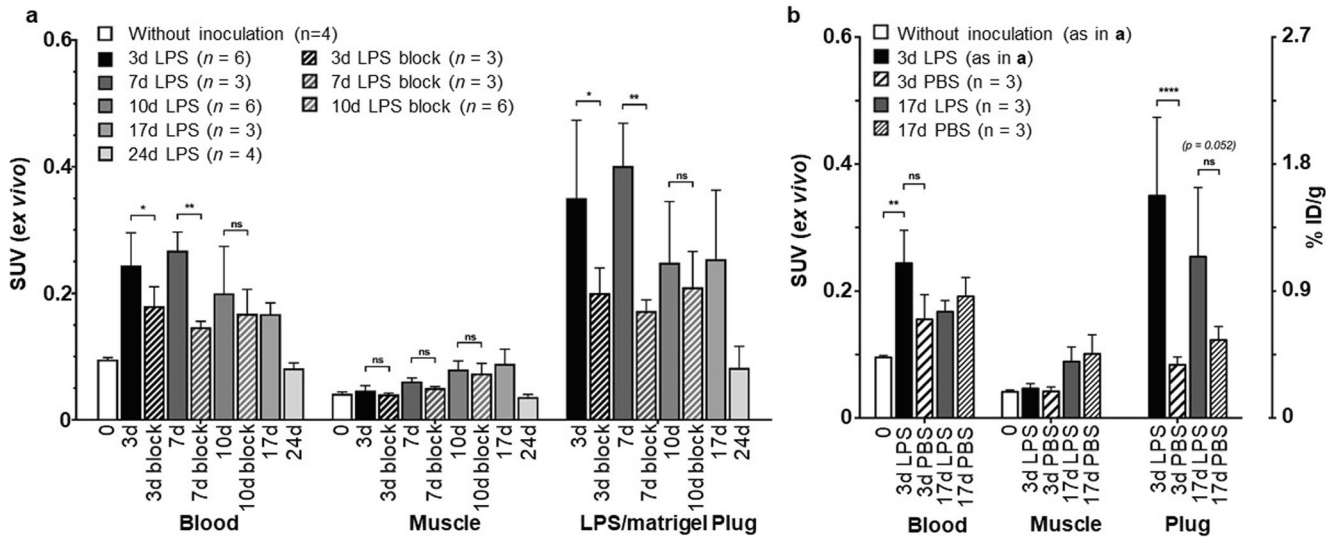 a
Without inoculation (n=4)
3d LPS (n = 6)
7d LPS (n = 3)
10d LPS (n = 6)
17d LPS (n = 3)
24d LPS (n = 4)
3d LPS block (n = 3)
7d LPS block (n = 3)
10d LPS block (n = 6)
SUV (ex vivo)
0.6
0.4
0.2
0
*
**
ns
ns
ns
ns
*
**
ns
0
3d
3d block
7d
7d block
10d
10d block
17d
24d
0
3d
3d block
7d
7d block
10d
10d block
17d
24d
3d
3d block
7d
7d block
10d
10d block
17d
24d
Blood
Muscle
LPS/matrigel Plug
b
Without inoculation (as in a)
3d LPS (as in a)
3d PBS (n = 3)
17d LPS (n = 3)
17d PBS (n = 3)
SUV (ex vivo)
0.6
0.4
0.2
0
% ID/g
2.7
1.8
0.9
0
**
ns
****
(p = 0.052)
ns
0
3d LPS
3d PBS
17d LPS
17d PBS
0
3d LPS
3d PBS
17d LPS
17d PBS
3d LPS
3d PBS
17d LPS
17d PBS
Blood
Muscle
Plug